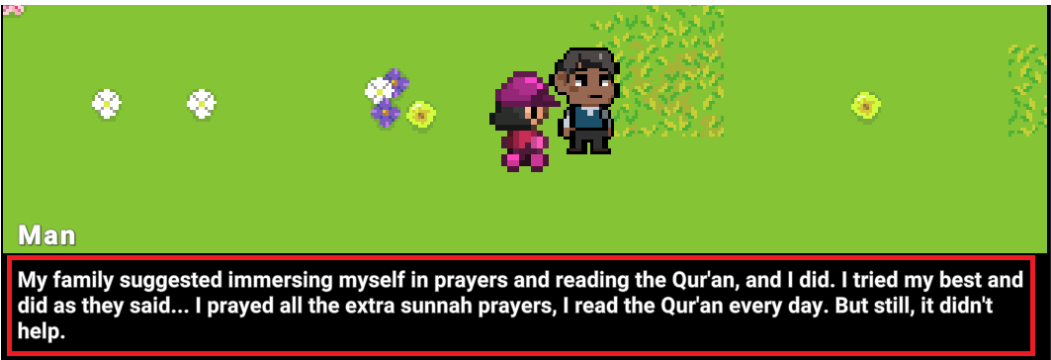 Man
My family suggested immersing myself in prayers and reading the Qur'an, and I did. I tried my best and
did as they said... I prayed all the extra sunnah prayers, I read the Qur'an every day. But still, it didn't
help.